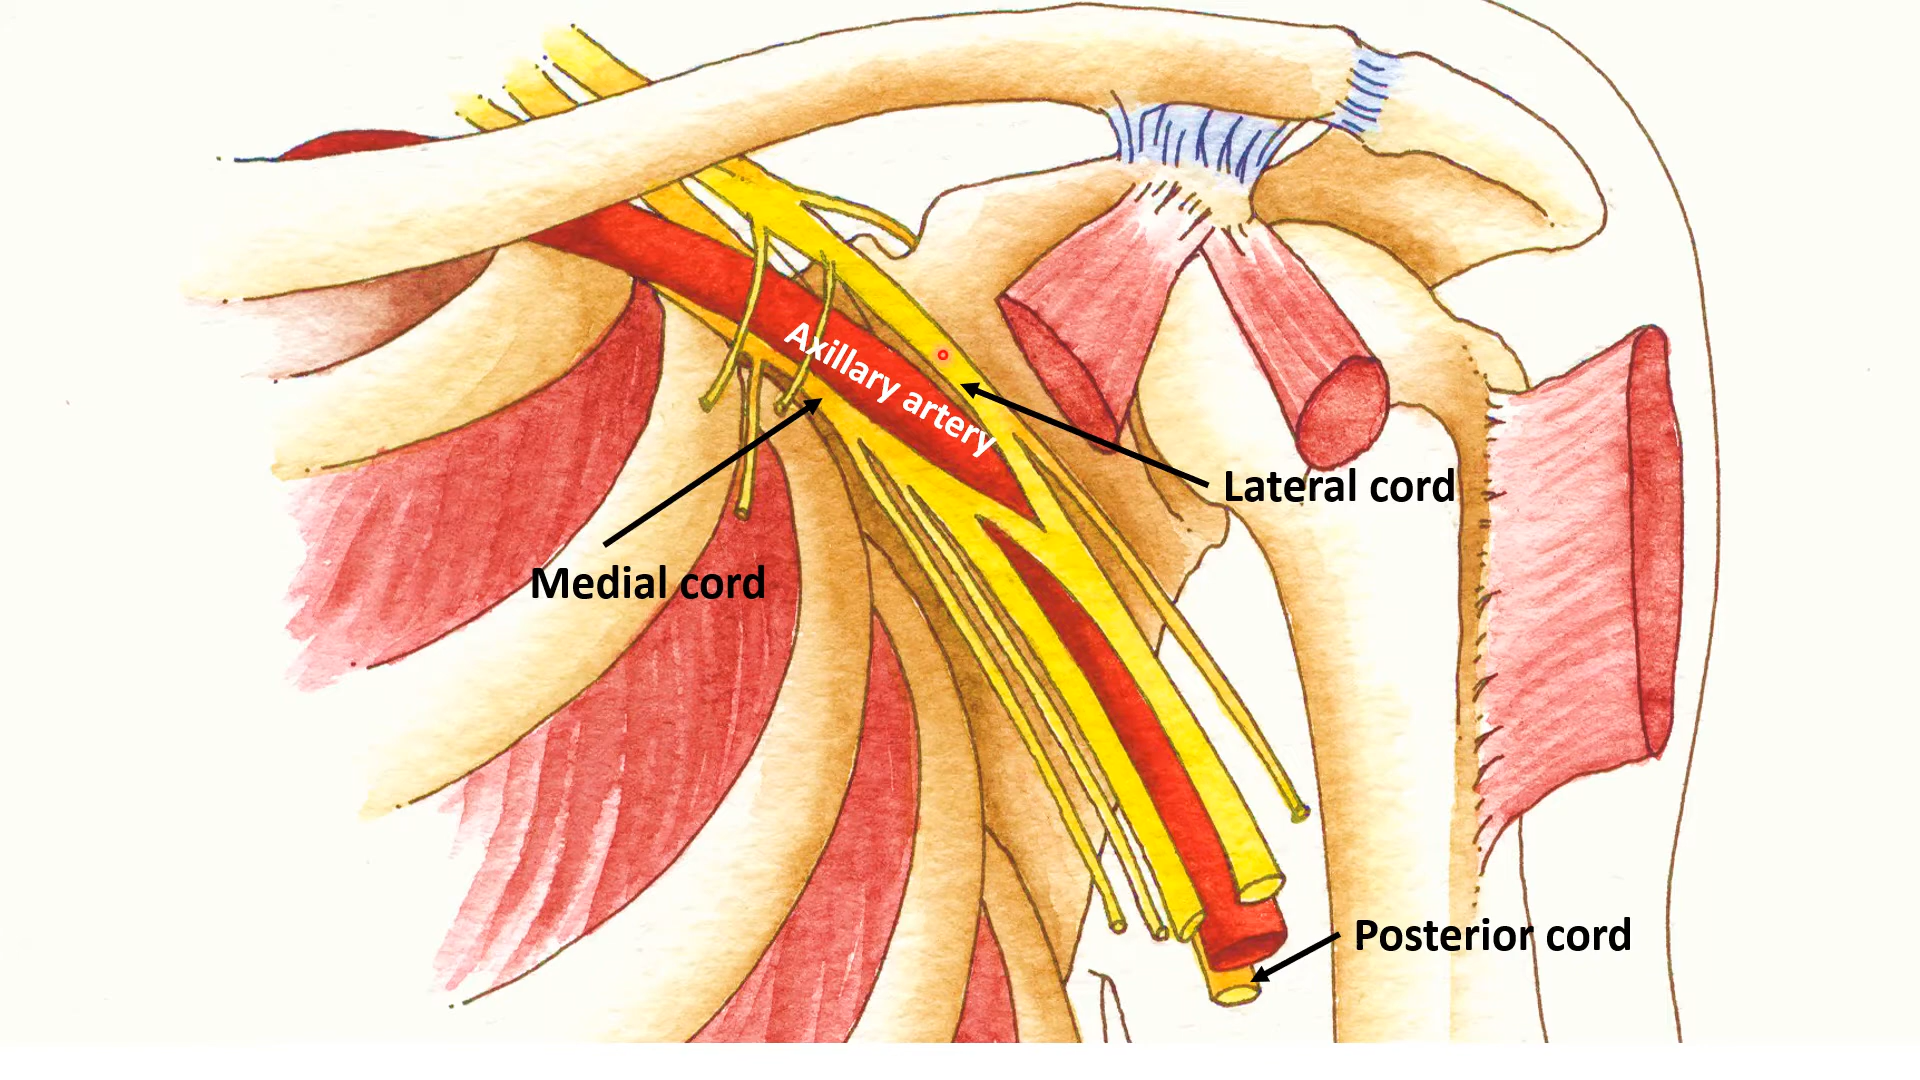 Axillary artery
Lateral cord
Medial cord
Posterior cord